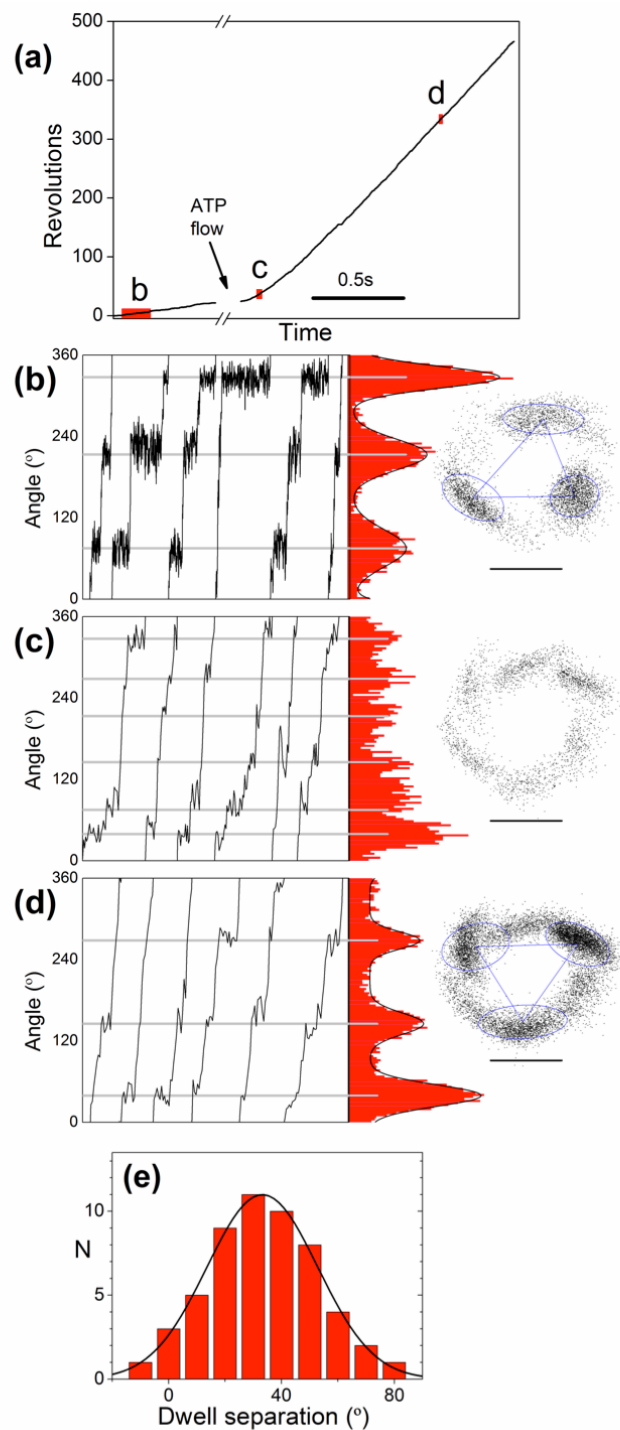 (a)
500
400
300
200
100
0
Revolutions
ATP
flow
b
c
d
0.5s
Time
(b)
360
240
120
0
Angle (º)
(c)
360
240
120
0
Angle (º)
(d)
360
240
120
0
Angle (º)
(e)
10
5
0
N
0 40 80
Dwell separation (º)